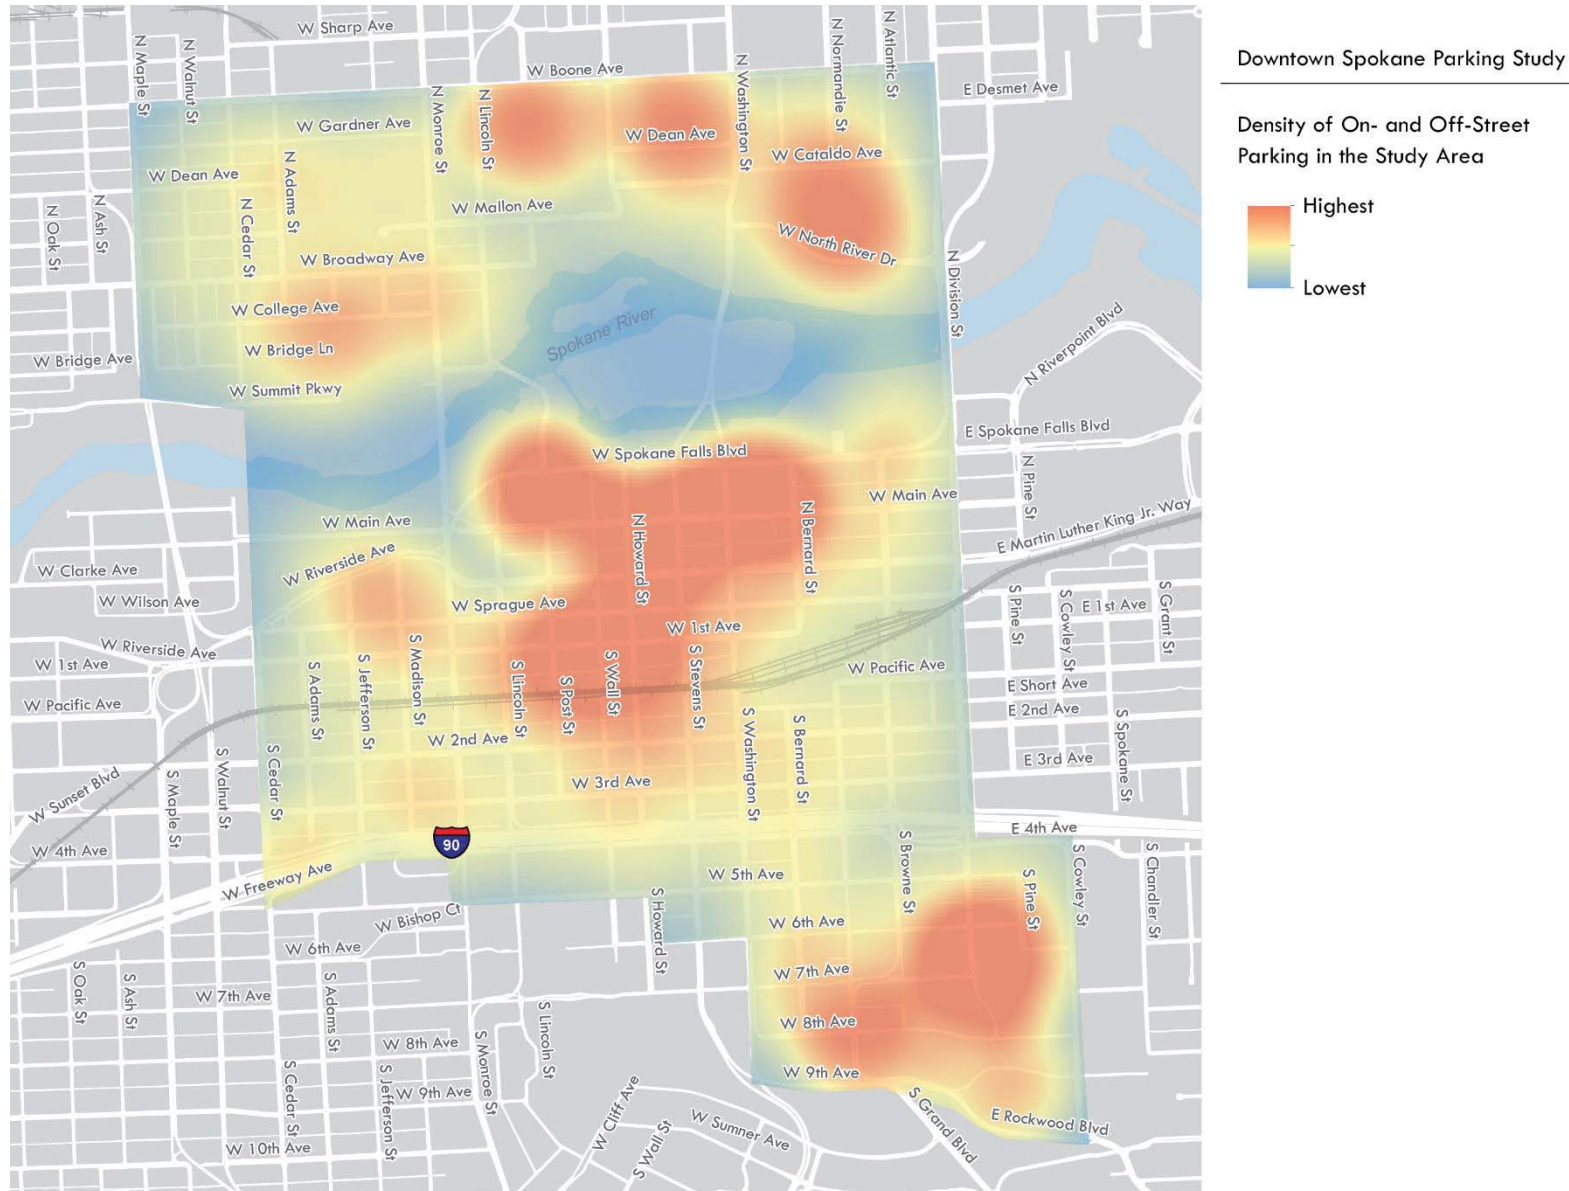 Downtown Spokane Parking Study
Density of On- and Off-Street
Parking in the Study Area
Highest
Lowest
W Sharp Ave
N Maple St
N Walnut St
N Normandie St
N Atlantic St
W Boone Ave
N Washington St
E Desmet Ave
N Monroe St
N Lincoln St
W Gardner Ave
W Dean Ave
W Cataldo Ave
N Adams St
W Dean Ave
N Oak St
N Ash St
N Cedar St
W Mallon Ave
W North River Dr
W Broadway Ave
N Division St
W College Ave
Spokane River
N Riverpoint Blvd
W Bridge Ave
W Bridge Ln
W Summit Pkwy
E Spokane Falls Blvd
W Spokane Falls Blvd
N Pine St
W Main Ave
W Main Ave
N Howard St
N Bernard St
E Martin Luther King Jr. Way
W Riverside Ave
W Clarke Ave
W Wilson Ave
W Sprague Ave
S Pine St
S Cowley St
E 1st Ave
S Grant St
W 1st Ave
W Riverside Ave
W 1st Ave
S Adams St
S Jefferson St
S Madison St
S Lincoln St
S Post St
S Wall St
S Stevens St
W Pacific Ave
E Short Ave
W Pacific Ave
E 2nd Ave
S Spokane St
W 2nd Ave
S Washington St
S Bernard St
E 3rd Ave
W Sunset Blvd
S Maple St
S Walnut St
S Cedar St
W 3rd Ave
90
E 4th Ave
W 4th Ave
W Freeway Ave
S Browne St
S Cowley St
S Chandler St
W 5th Ave
S Pine St
S Howard St
W Bishop Ct
W 6th Ave
W 6th Ave
S Oak St
S Ash St
W 7th Ave
S Adams St
W 7th Ave
S Lincoln St
W 8th Ave
W 8th Ave
S Monroe St
S Cedar St
S Jefferson St
W 9th Ave
W 9th Ave
W Cliff Ave
S Grand Blvd
E Rockwood Blvd
W Sumner Ave
S Wall St
W 10th Ave